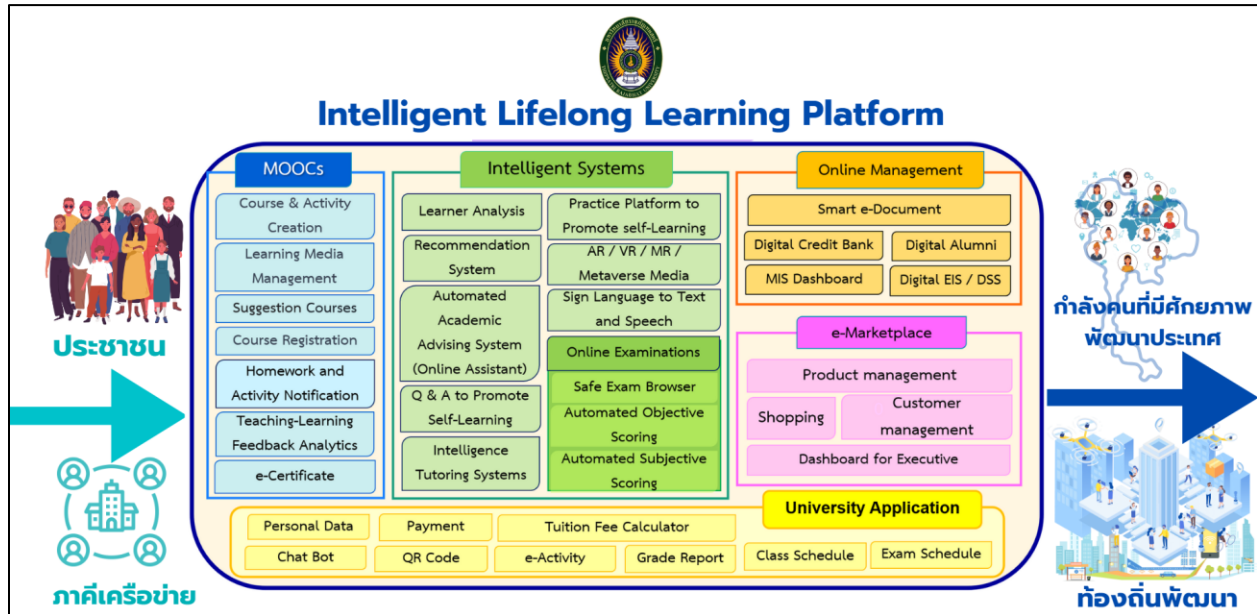 Intelligent Lifelong Learning Platform
ประชาชน
ภาคีเครือข่าย
MOOCs
Course & Activity
Creation
Learning Media
Management
Suggestion Courses
Course Registration
Homework and
Activity Notification
Teaching-Learning
Feedback Analytics
e-Certificate
Intelligent Systems
Learner Analysis
Recommendation
System
Automated
Academic
Advising System
(Online Assistant)
Q & A to Promote
Self-Learning
Intelligence
Tutoring Systems
Practice Platform to
Promote self-Learning
AR / VR / MR /
Metaverse Media
Sign Language to Text
and Speech
Online Examinations
Safe Exam Browser
Automated Objective
Scoring
Automated Subjective
Scoring
Online Management
Smart e-Document
Digital Credit Bank
Digital Alumni
MIS Dashboard
Digital EIS / DSS
e-Marketplace
Product management
Shopping
Customer
management
Dashboard for Executive
University Application
Personal Data
Payment
Tuition Fee Calculator
Chat Bot
QR Code
e-Activity
Grade Report
Class Schedule
Exam Schedule
กำลังคนที่มีศักยภาพ
พัฒนาประเทศ
ท้องถิ่นพัฒนา